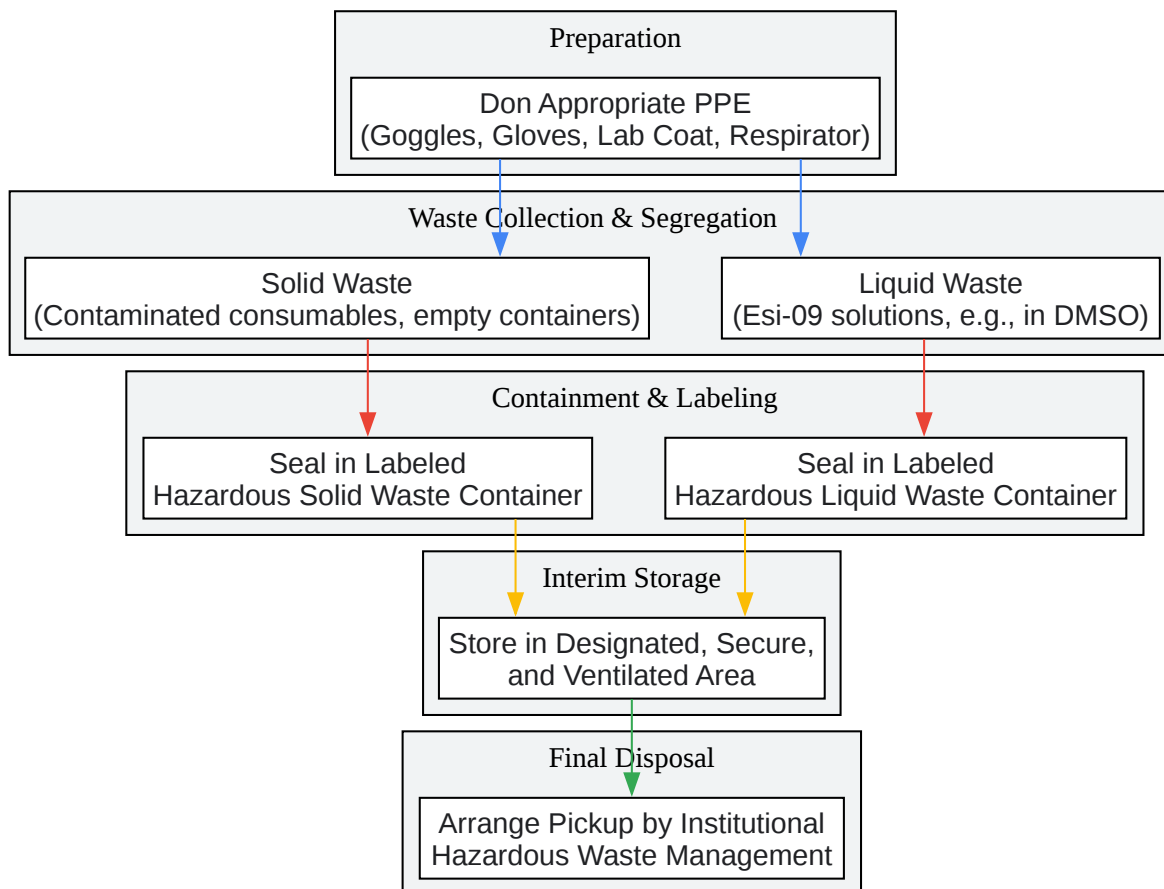 Preparation
Don Appropriate PPE
(Goggles, Gloves, Lab Coat, Respirator)
Waste Collection & Segregation
Solid Waste
(Contaminated consumables, empty containers)
Liquid Waste
(Esi-09 solutions, e.g., in DMSO)
Containment & Labeling
Seal in Labeled
Hazardous Solid Waste Container
Seal in Labeled
Hazardous Liquid Waste Container
Interim Storage
Store in Designated, Secure,
and Ventilated Area
Final Disposal
Arrange Pickup by Institutional
Hazardous Waste Management